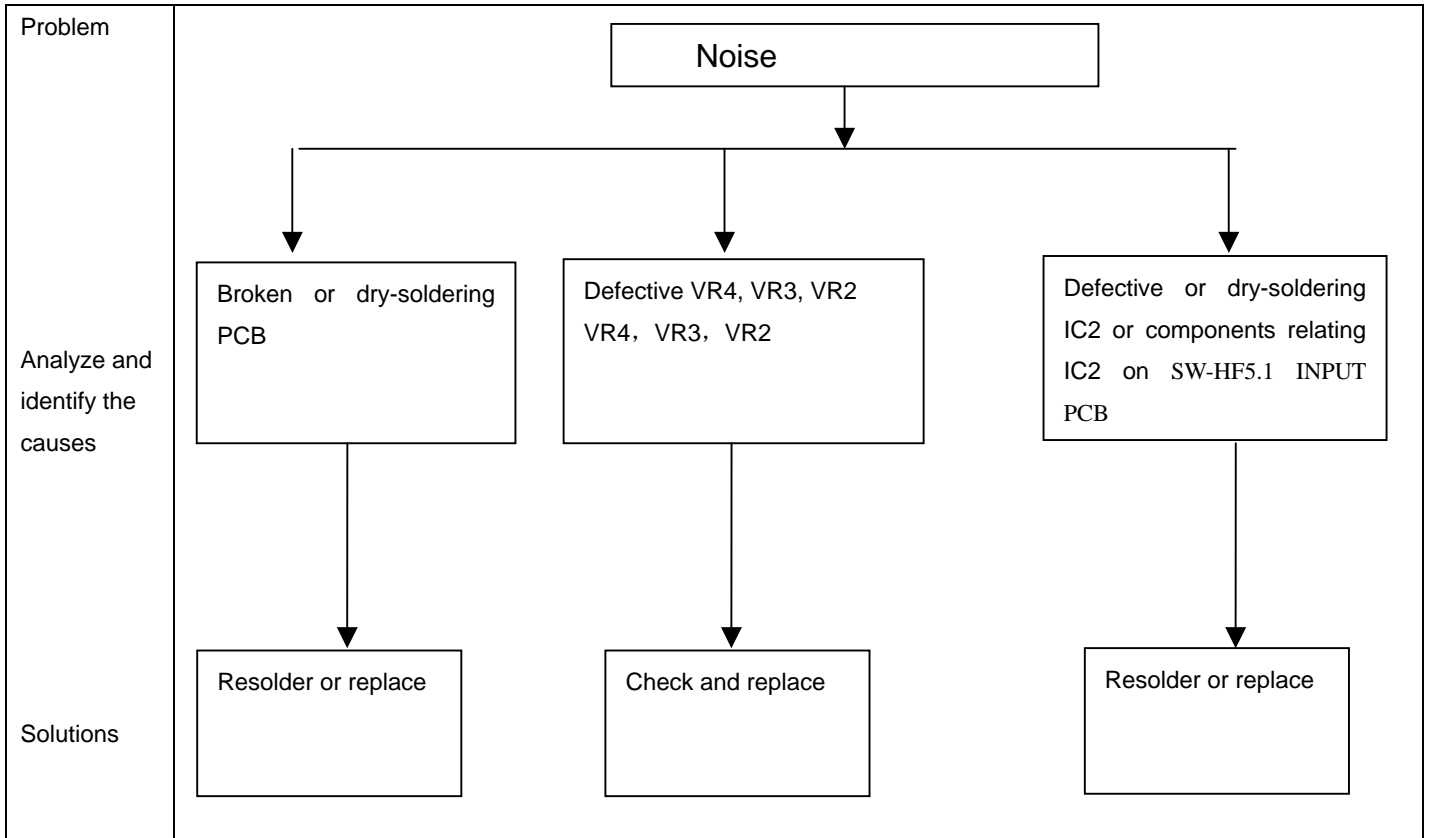 Problem
Noise
Analyze and
identify the
causes
Broken or dry-soldering
PCB
Defective VR4, VR3, VR2
VR4，VR3，VR2
Defective or dry-soldering
IC2 or components relating
IC2 on SW-HF5.1 INPUT
PCB
Solutions
Resolder or replace
Check and replace
Resolder or replace